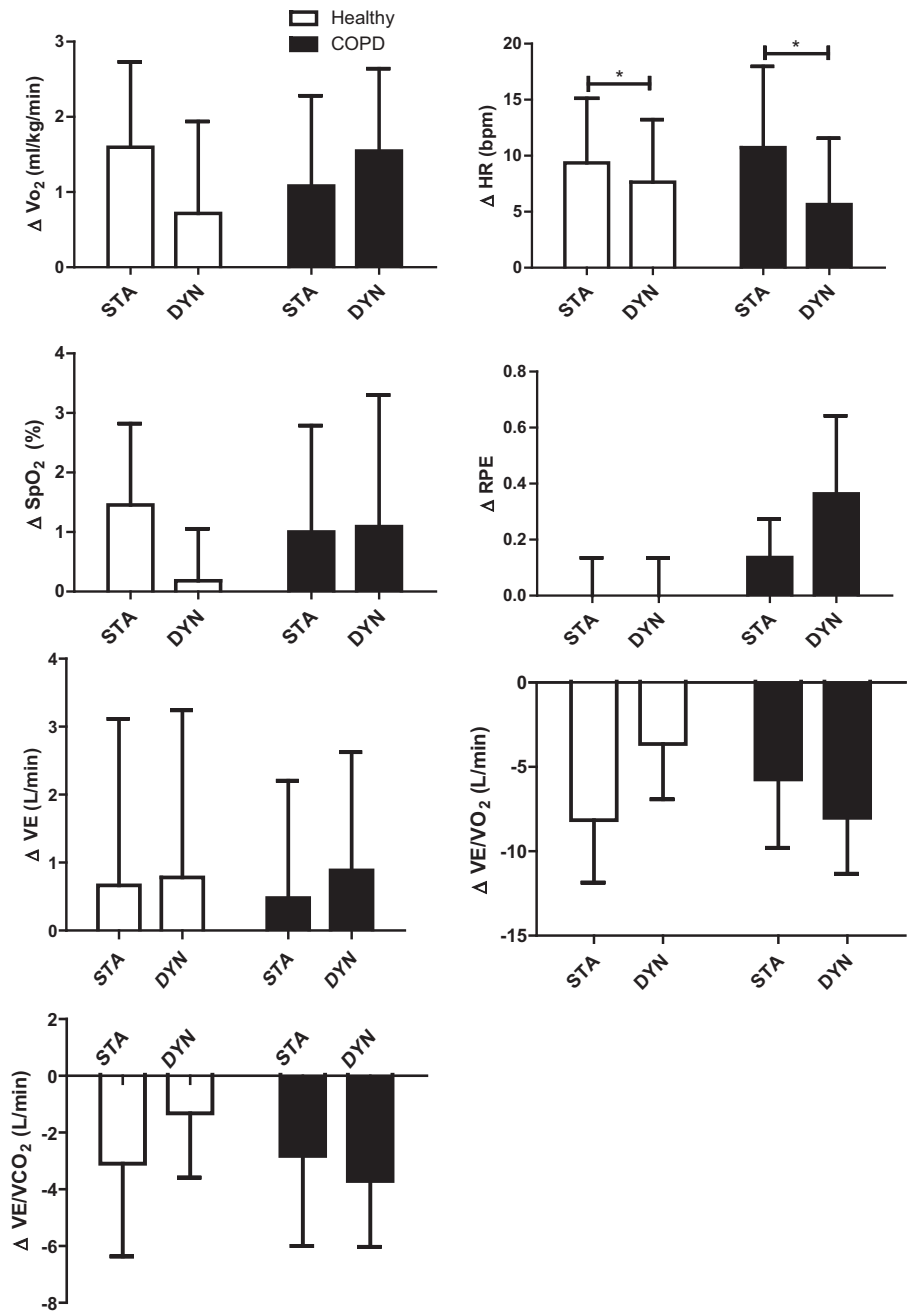 Healthy
COPD
Δ Vo2 (ml/kg/min)
3
2
1
0
STA
DYN
STA
DYN
Δ HR (bpm)
20
15
10
5
0
*
*
STA
DYN
STA
DYN
Δ SpO2 (%)
4
3
2
1
0
STA
DYN
STA
DYN
Δ RPE
0.8
0.6
0.4
0.2
0.0
STA
DYN
STA
DYN
Δ VE (L/min)
4
3
2
1
0
STA
DYN
STA
DYN
Δ VE/VO2 (L/min)
0
-5
-10
-15
STA
DYN
STA
DYN
Δ VE/VCO2 (L/min)
2
0
-2
-4
-6
-8
STA
DYN
STA
DYN